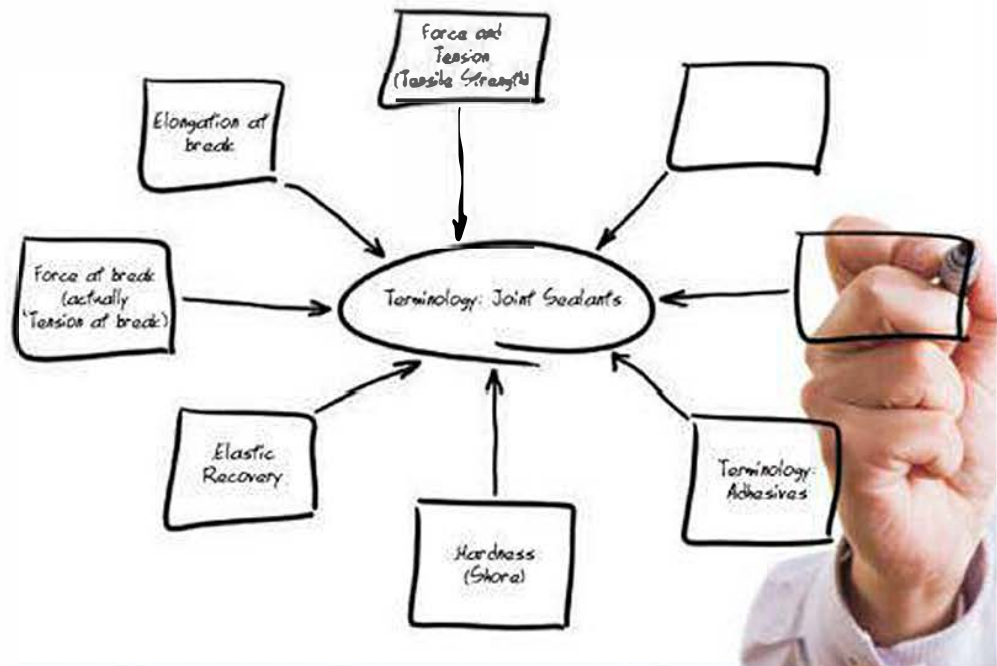 Force and
Tension
(Tensile Strength)
Elongation at
break
Force at break
(actually
'Tension at break)
Terminology: Joint Sealants
Elastic
Recovery
Terminology:
Adhesives
Hardness
(Shore)